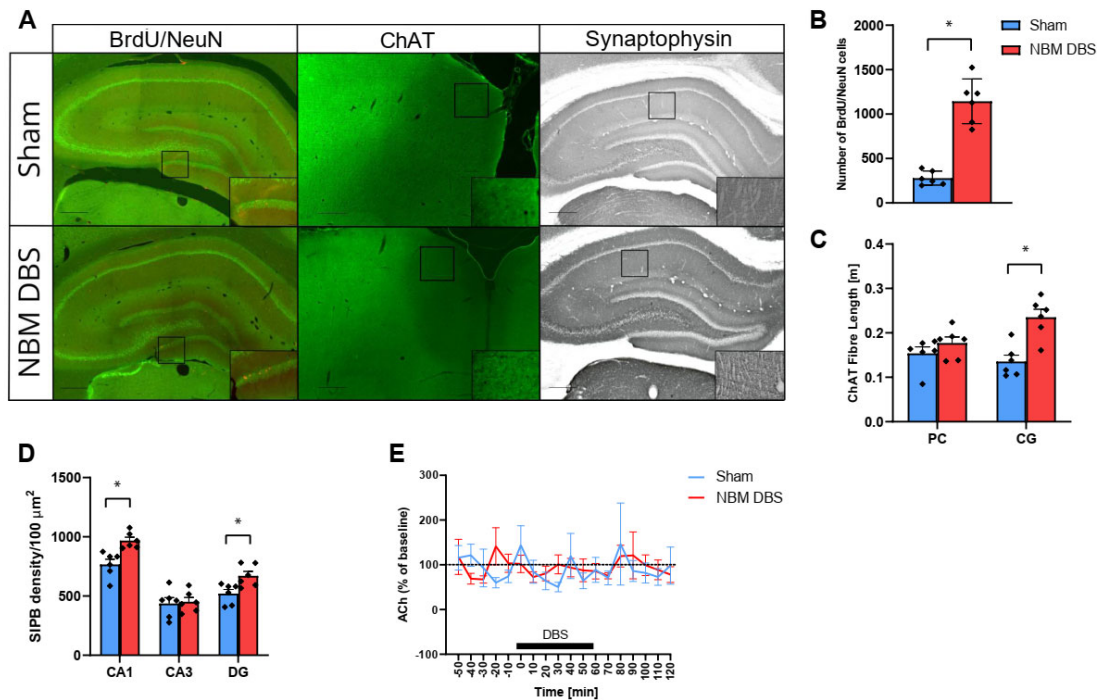 A
BrdU/NeuN ChAT Synaptophysin
Sham
NBM DBS
B
Sham
NBM DBS
Number of BrdU/NeuN cells
2000
1500
1000
500
0
*
C
ChAT Fibre Length [m]
0.4
0.3
0.2
0.1
0.0
*
PC CG
D
SIPB density/100 μm²
1500
1000
500
0
* *
CA1 CA3 DG
E
Sham
NBM DBS
ACh (% of baseline)
300
200
100
0
-100
DBS
-50 -40 -30 -20 -10 0 10 20 30 40 50 60 70 80 90 100 110 120
Time [min]